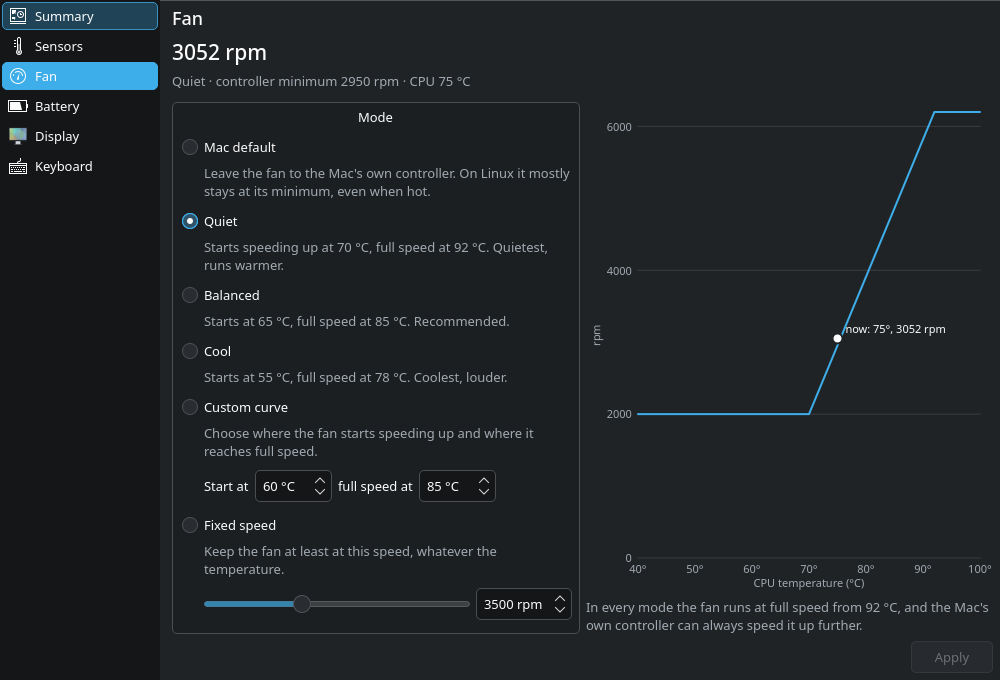 Summary
Sensors
Fan
Battery
Display
Keyboard
Fan
3052 rpm
Quiet · controller minimum 2950 rpm · CPU 75 °C
Mode
Mac default
Leave the fan to the Mac's own controller. On Linux it mostly
stays at its minimum, even when hot.
Quiet
Starts speeding up at 70 °C, full speed at 92 °C. Quietest,
runs warmer.
Balanced
Starts at 65 °C, full speed at 85 °C. Recommended.
Cool
Starts at 55 °C, full speed at 78 °C. Coolest, louder.
Custom curve
Choose where the fan starts speeding up and where it
reaches full speed.
Start at 60 °C full speed at 85 °C
Fixed speed
Keep the fan at least at this speed, whatever the
temperature.
3500 rpm
6000
4000
rpm
now: 75°, 3052 rpm
2000
0
40° 50° 60° 70° 80° 90° 100°
CPU temperature (°C)
In every mode the fan runs at full speed from 92 °C, and the Mac's
own controller can always speed it up further.
Apply